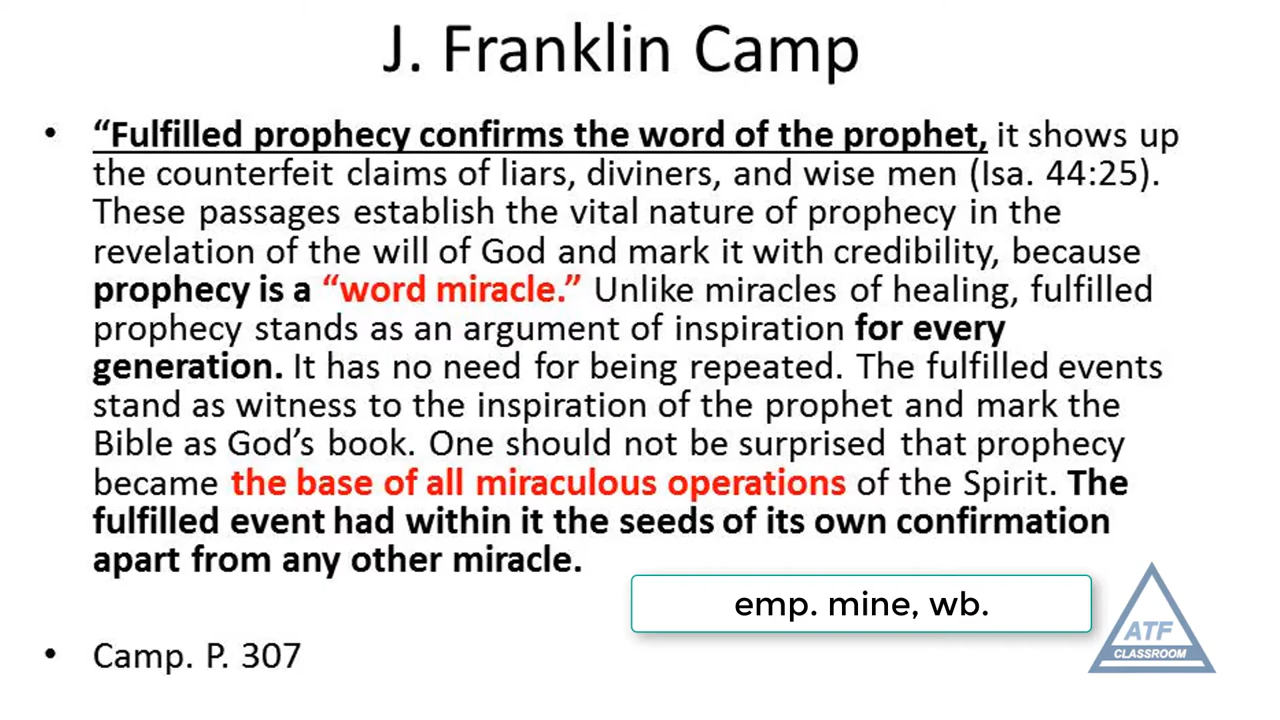 J. Franklin Camp
• “Fulfilled prophecy confirms the word of the prophet, it shows up
the counterfeit claims of liars, diviners, and wise men (Isa. 44:25).
These passages establish the vital nature of prophecy in the
revelation of the will of God and mark it with credibility, because
prophecy is a “word miracle.” Unlike miracles of healing, fulfilled
prophecy stands as an argument of inspiration for every
generation. It has no need for being repeated. The fulfilled events
stand as witness to the inspiration of the prophet and mark the
Bible as God’s book. One should not be surprised that prophecy
became the base of all miraculous operations of the Spirit. The
fulfilled event had within it the seeds of its own confirmation
apart from any other miracle.
emp. mine, wb.
• Camp. P. 307
ATF
CLASSROOM